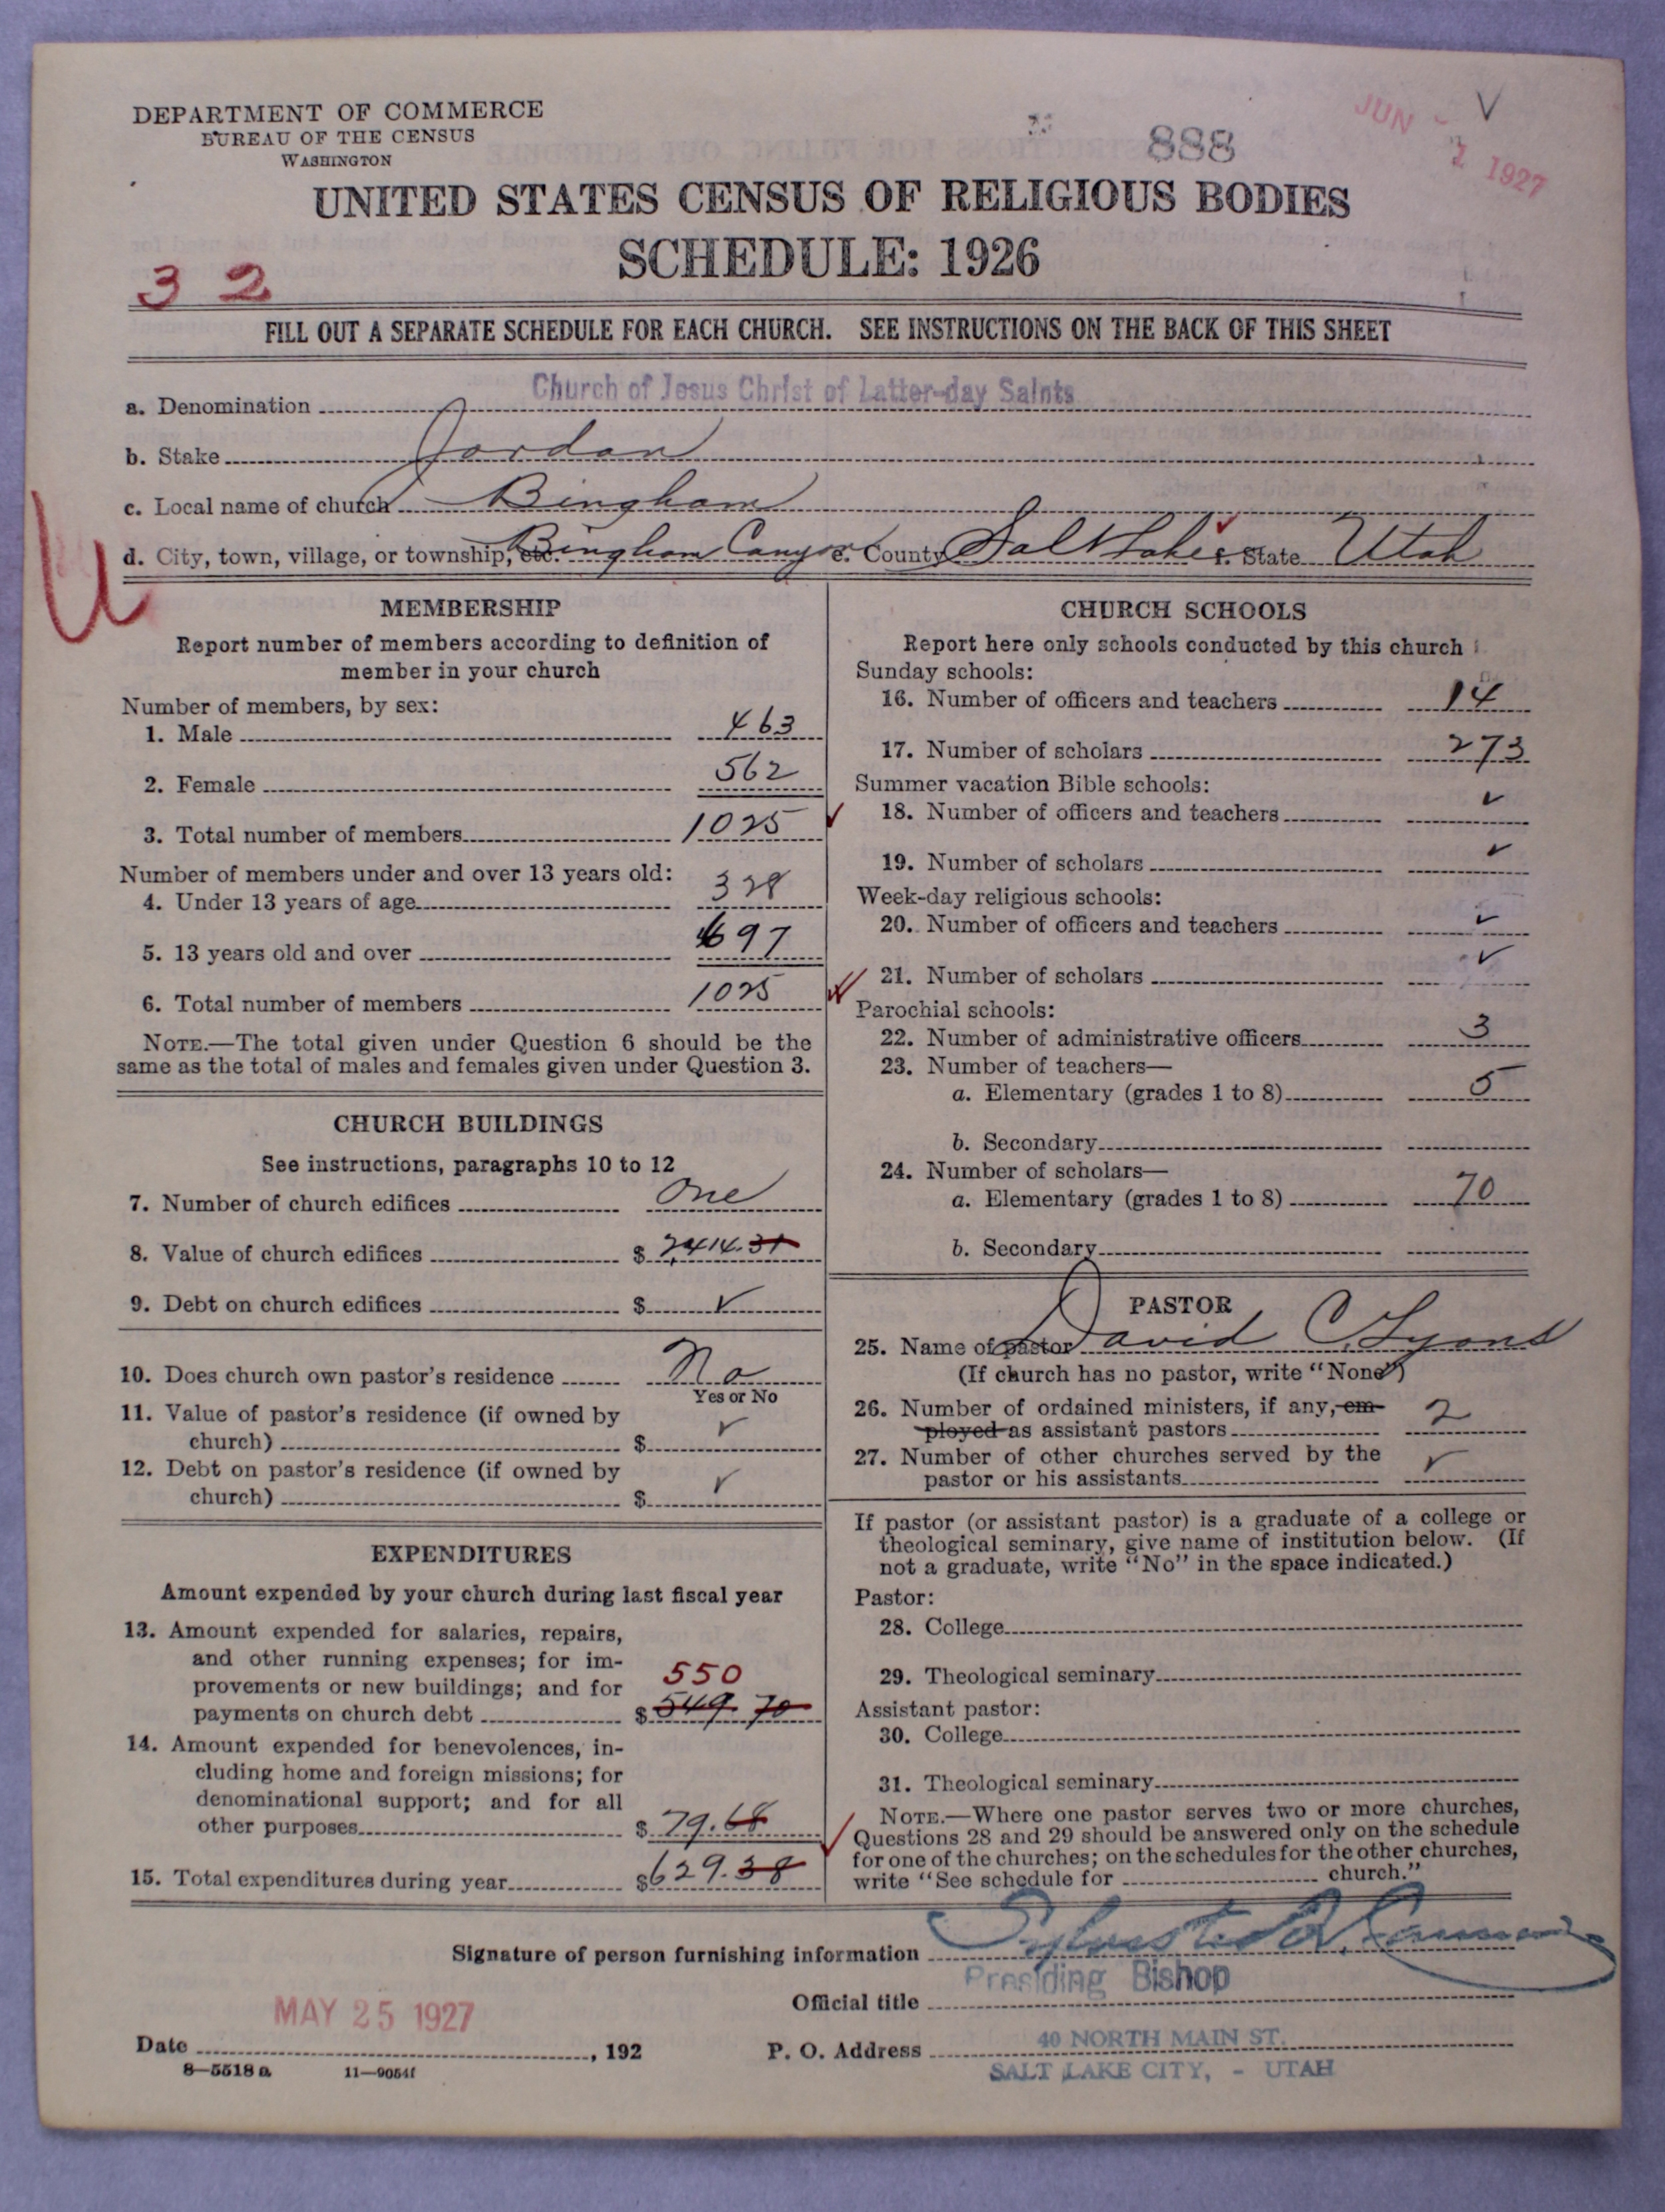 DEPARTMENT OF COMMERCE
BUREAU OF THE CENSUS
WASHINGTON
888
JUN - 2 1927
V
UNITED STATES CENSUS OF RELIGIOUS BODIES
SCHEDULE: 1926
3 2
FILL OUT A SEPARATE SCHEDULE FOR EACH CHURCH. SEE INSTRUCTIONS ON THE BACK OF THIS SHEET
a. Denomination Church of Jesus Christ of Latter-day Saints
b. Stake Jordan
c. Local name of church Bingham
d. City, town, village, or township, etc. Bingham Canyon e. County Salt Lake f. State Utah
U
MEMBERSHIP
Report number of members according to definition of
member in your church
Number of members, by sex:
1. Male 463
2. Female 562
3. Total number of members 1025
Number of members under and over 13 years old:
4. Under 13 years of age 328
5. 13 years old and over 697
6. Total number of members 1025
NOTE.—The total given under Question 6 should be the
same as the total of males and females given under Question 3.
CHURCH BUILDINGS
See instructions, paragraphs 10 to 12
7. Number of church edifices One
8. Value of church edifices $ 2414.31
9. Debt on church edifices $ ✓
10. Does church own pastor's residence No
Yes or No
11. Value of pastor's residence (if owned by
church) $ ✓
12. Debt on pastor's residence (if owned by
church) $ ✓
EXPENDITURES
Amount expended by your church during last fiscal year
13. Amount expended for salaries, repairs,
and other running expenses; for im-
provements or new buildings; and for 550
payments on church debt $ 549.70
14. Amount expended for benevolences, in-
cluding home and foreign missions; for
denominational support; and for all
other purposes $ 79.68
15. Total expenditures during year $ 629.38
CHURCH SCHOOLS
Report here only schools conducted by this church
Sunday schools:
16. Number of officers and teachers 14
17. Number of scholars 273
Summer vacation Bible schools:
18. Number of officers and teachers ✓
19. Number of scholars ✓
Week-day religious schools:
20. Number of officers and teachers ✓
21. Number of scholars ✓
Parochial schools:
22. Number of administrative officers 3
23. Number of teachers—
a. Elementary (grades 1 to 8) 5
b. Secondary
24. Number of scholars—
a. Elementary (grades 1 to 8) 70
b. Secondary
PASTOR
25. Name of pastor David C. Lyons
(If church has no pastor, write "None")
26. Number of ordained ministers, if any, em-
ployed as assistant pastors 2
27. Number of other churches served by the
pastor or his assistants ✓
If pastor (or assistant pastor) is a graduate of a college or
theological seminary, give name of institution below. (If
not a graduate, write "No" in the space indicated.)
Pastor:
28. College
29. Theological seminary
Assistant pastor:
30. College
31. Theological seminary
NOTE.—Where one pastor serves two or more churches,
Questions 28 and 29 should be answered only on the schedule
for one of the churches; on the schedules for the other churches,
write "See schedule for church."
Signature of person furnishing information Sylvester Q. Cannon
Official title Presiding Bishop
MAY 25 1927
Date , 192
P. O. Address 40 NORTH MAIN ST.
SALT LAKE CITY, - UTAH
8—5518 a 11—9054f